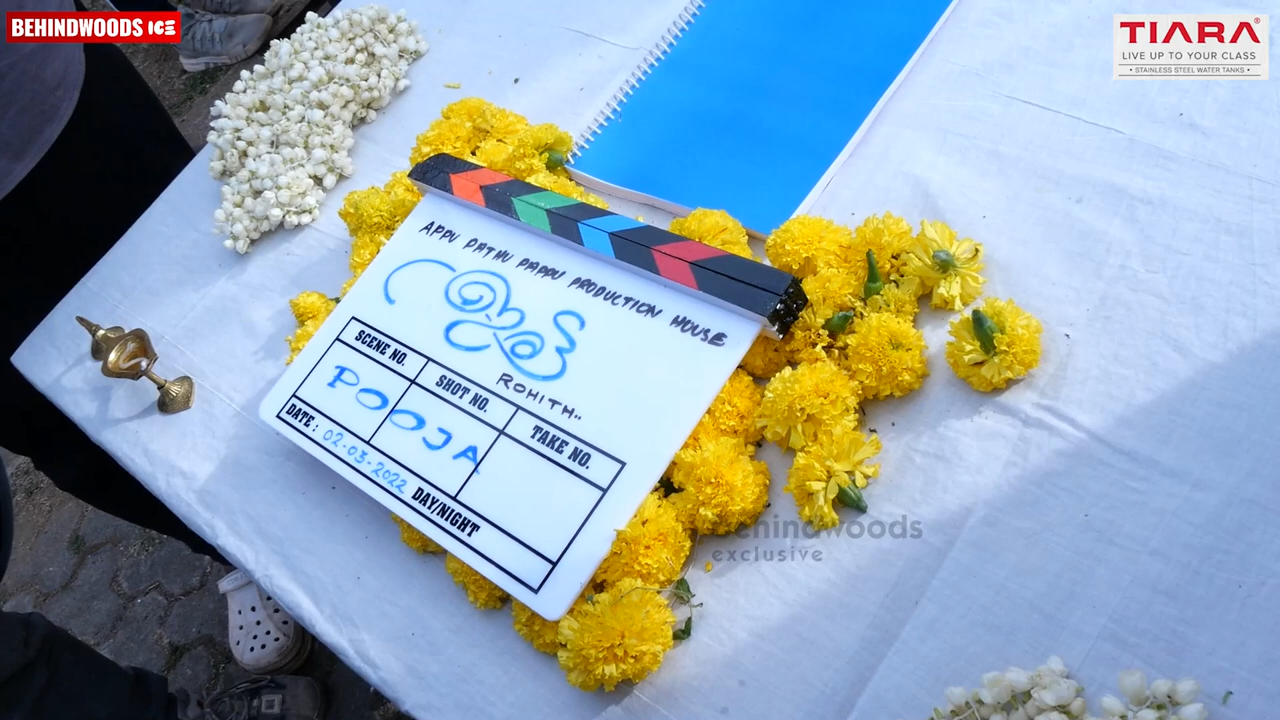 BEHINDWOODS ICE
TIARA®
LIVE UP TO YOUR CLASS
• STAINLESS STEEL WATER TANKS •
APPU PATHU PAPPU PRODUCTION HOUSE
ROHITH..
SCENE NO. SHOT NO. TAKE NO.
POOJA
DATE: 02-03-2022 DAY/NIGHT
Behindwoods
exclusive